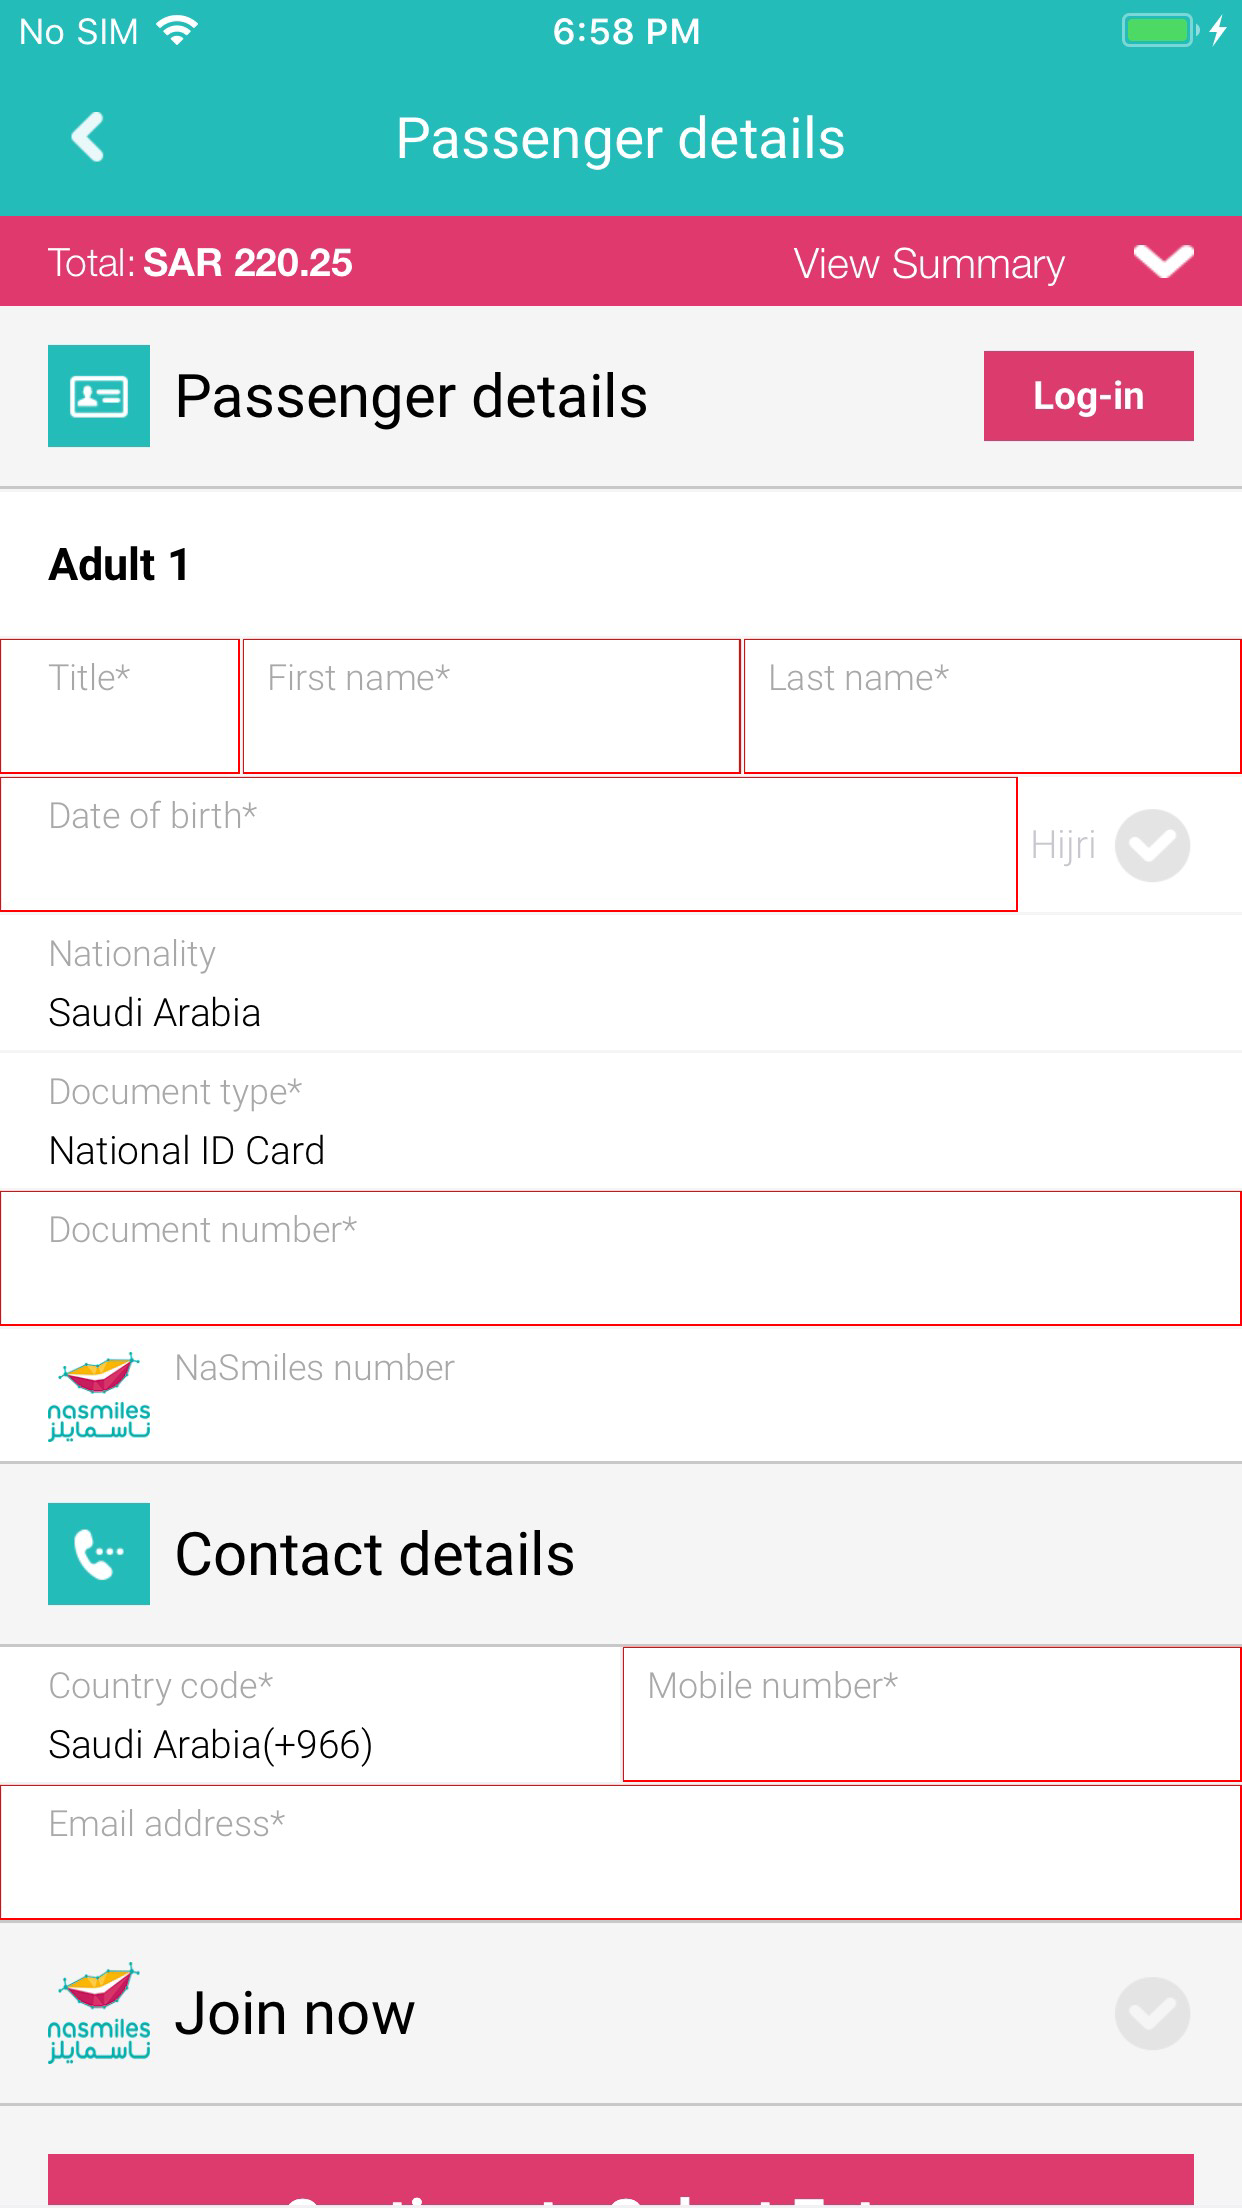 No SIM 6:58 PM
Passenger details
Total: SAR 220.25 View Summary
Passenger details Log-in
Adult 1
Title* First name* Last name*
Date of birth*
Hijri
Nationality
Saudi Arabia
Document type*
National ID Card
Document number*
NaSmiles number
nasmiles
ناسمايلز
Contact details
Country code* Mobile number*
Saudi Arabia(+966)
Email address*
nasmiles
ناسمايلز
Join now